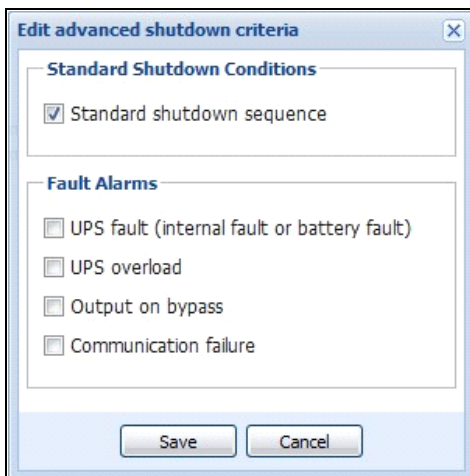 Edit advanced shutdown criteria
Standard Shutdown Conditions
Standard shutdown sequence
Fault Alarms
UPS fault (internal fault or battery fault)
UPS overload
Output on bypass
Communication failure
Save Cancel